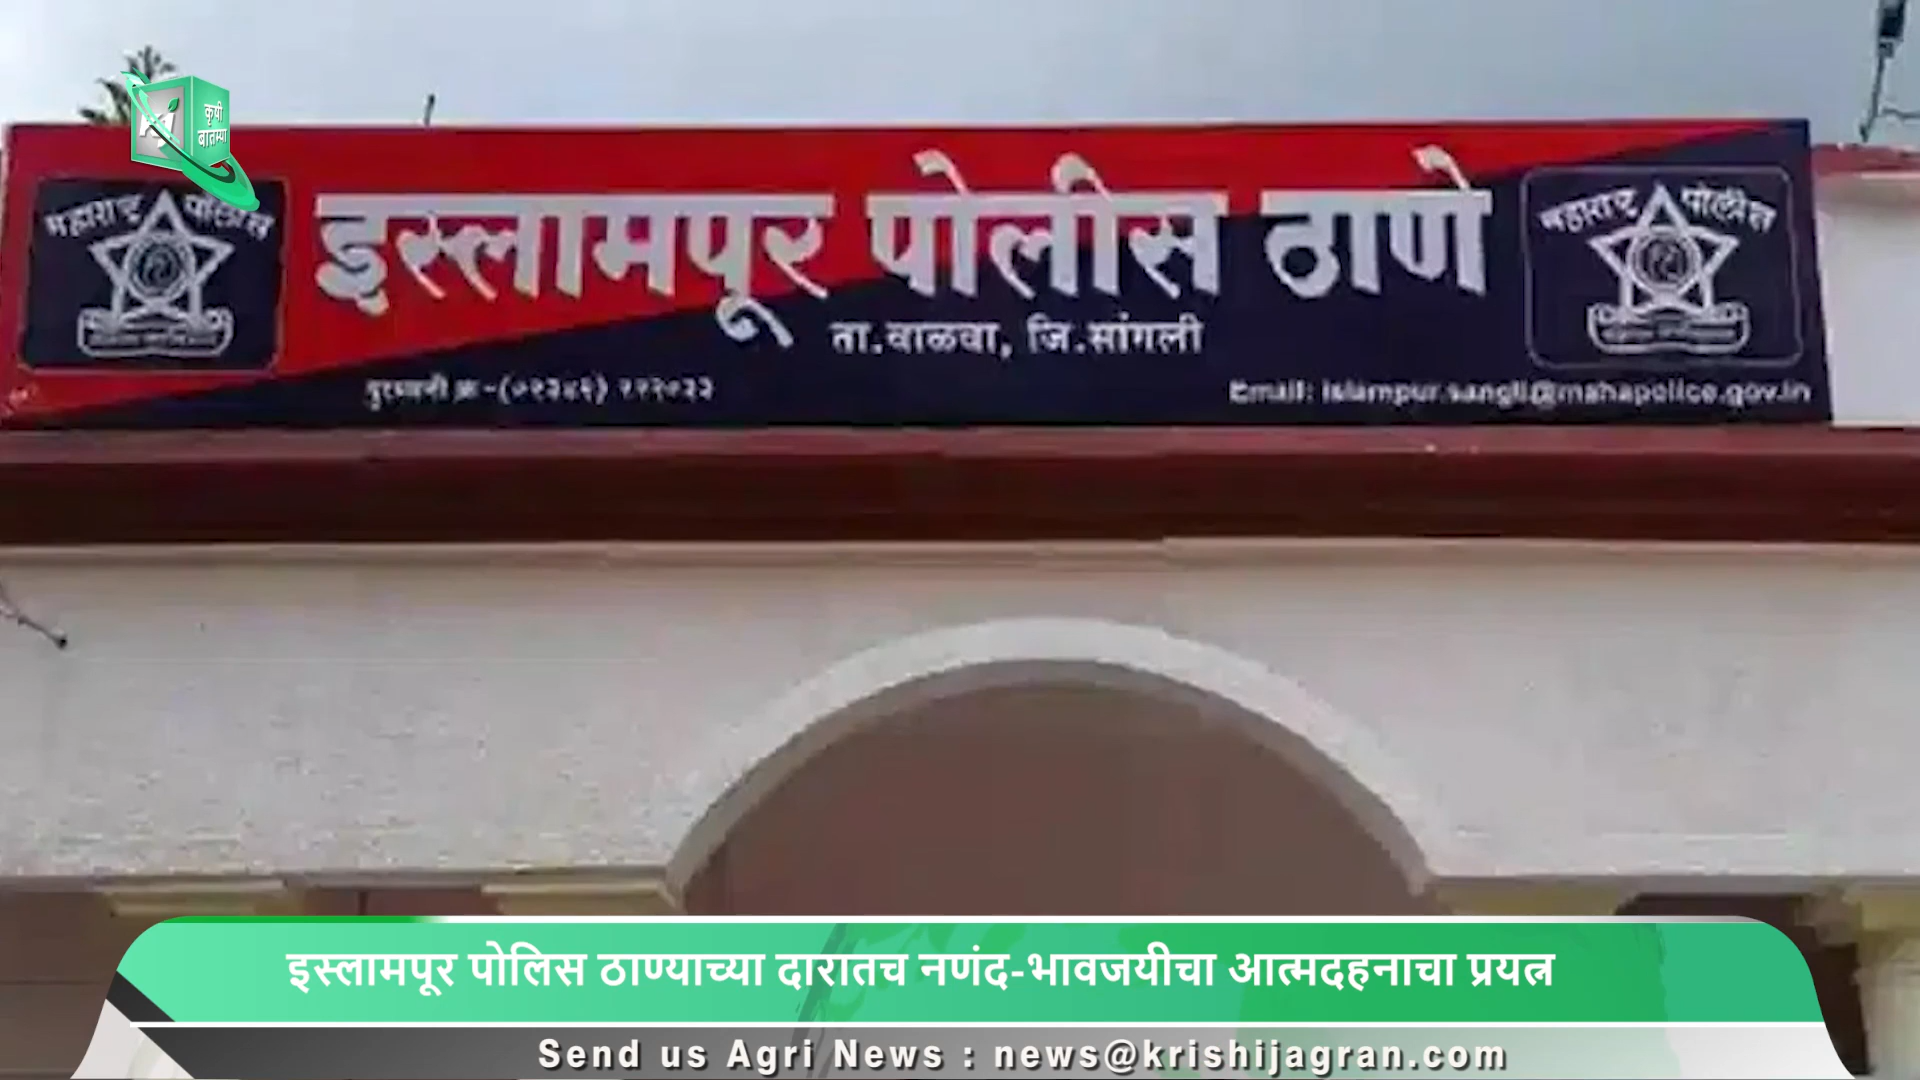 कृषी
बातम्या
महाराष्ट्र पोलीस
इस्लामपूर पोलीस ठाणे
महाराष्ट्र पोलीस
ता.वाळवा, जि.सांगली
Email: islampur.sangli@mahapolice.gov.in
इस्लामपूर पोलिस ठाण्याच्या दारातच नणंद-भावजयीचा आत्मदहनाचा प्रयत्न
Send us Agri News : news@krishijagran.com